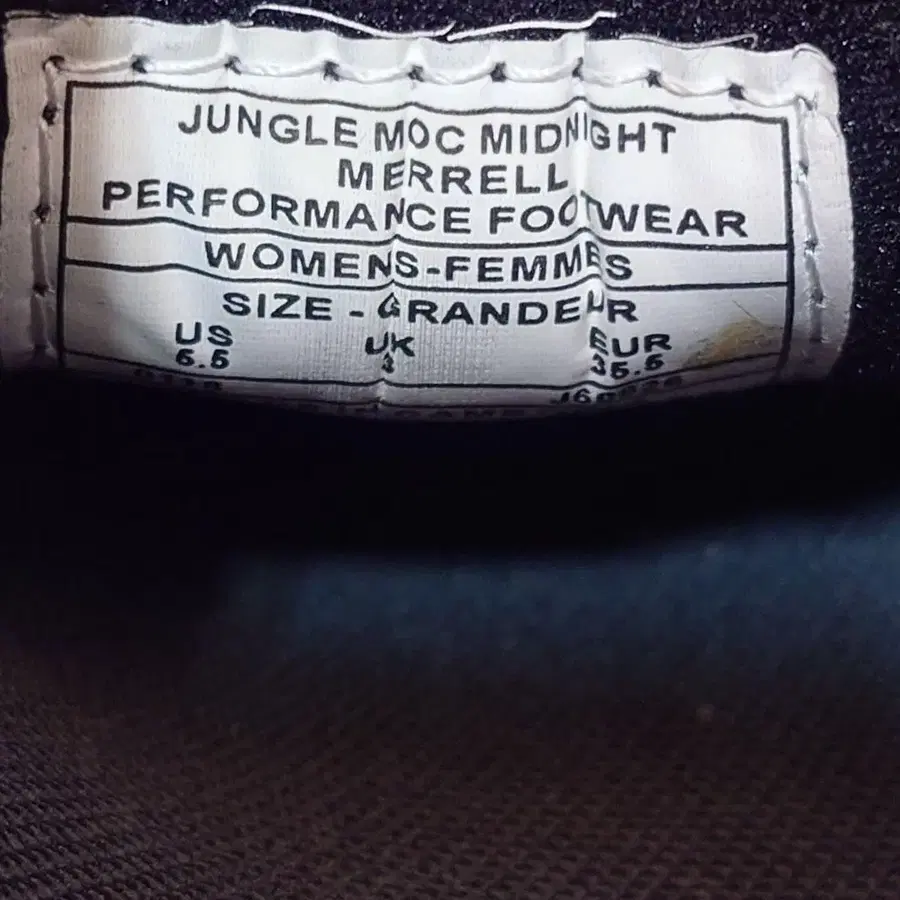 JUNGLE MOC MIDNIGHT
MERRELL
PERFORMANCE FOOTWEAR
WOMENS-FEMMES
SIZE - GRANDEUR
US UK EUR
5.5 3 35.5